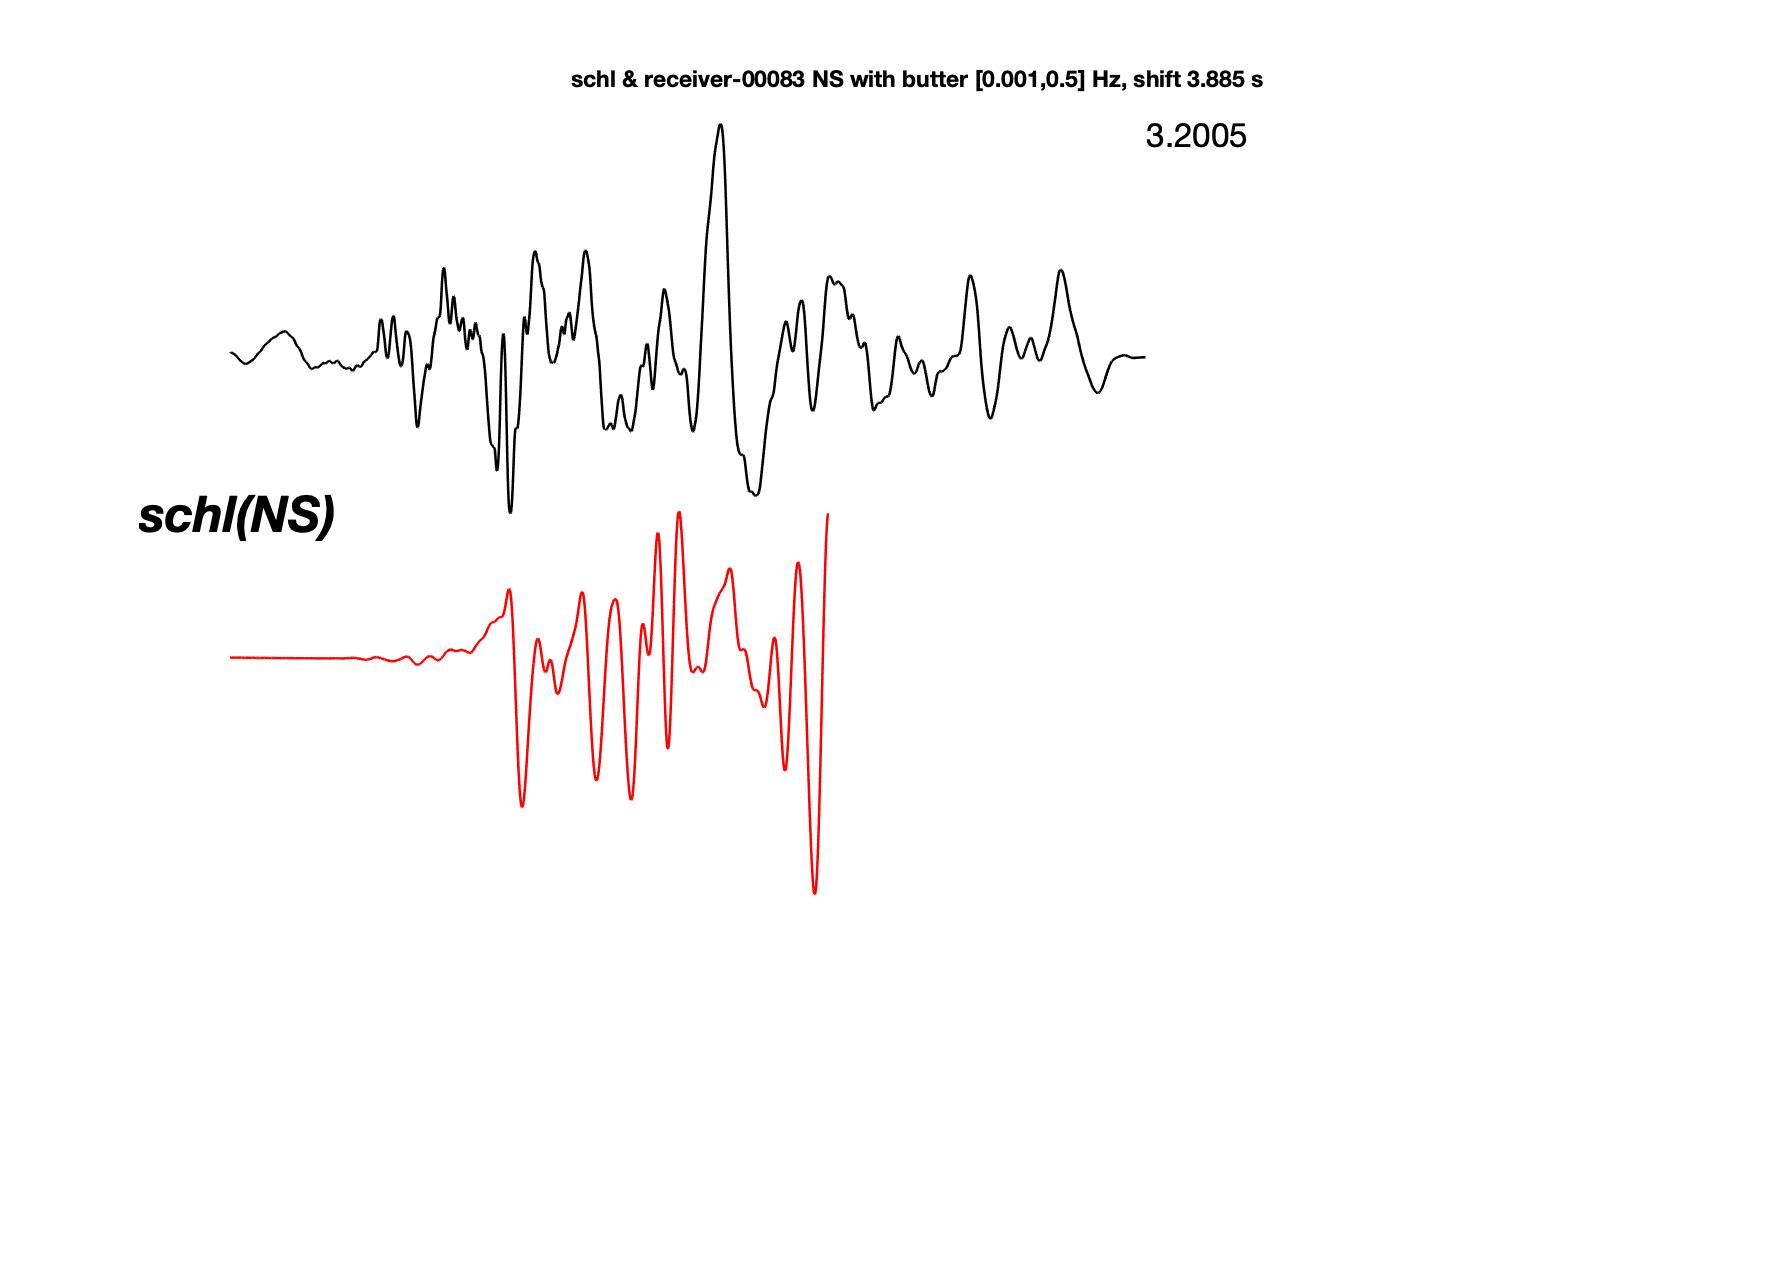 schl & receiver-00083 NS with butter [0.001,0.5] Hz, shift 3.885 s
3.2005
schl(NS)